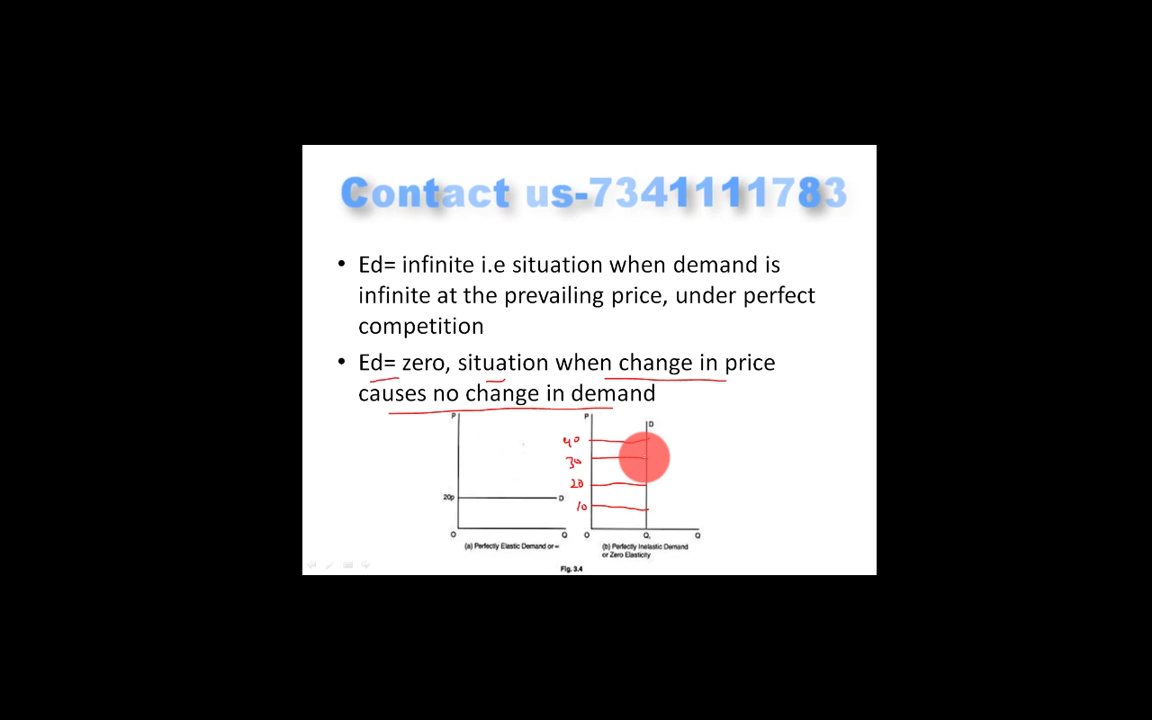 Contact us-7341111783
• Ed= infinite i.e situation when demand is
infinite at the prevailing price, under perfect
competition
• Ed= zero, situation when change in price
causes no change in demand
P
20p
D
O
Q
(a) Perfectly Elastic Demand or ∞
P
D
40
30
20
10
O
Q₁
Q
(b) Perfectly Inelastic Demand
or Zero Elasticity
Fig. 3.4